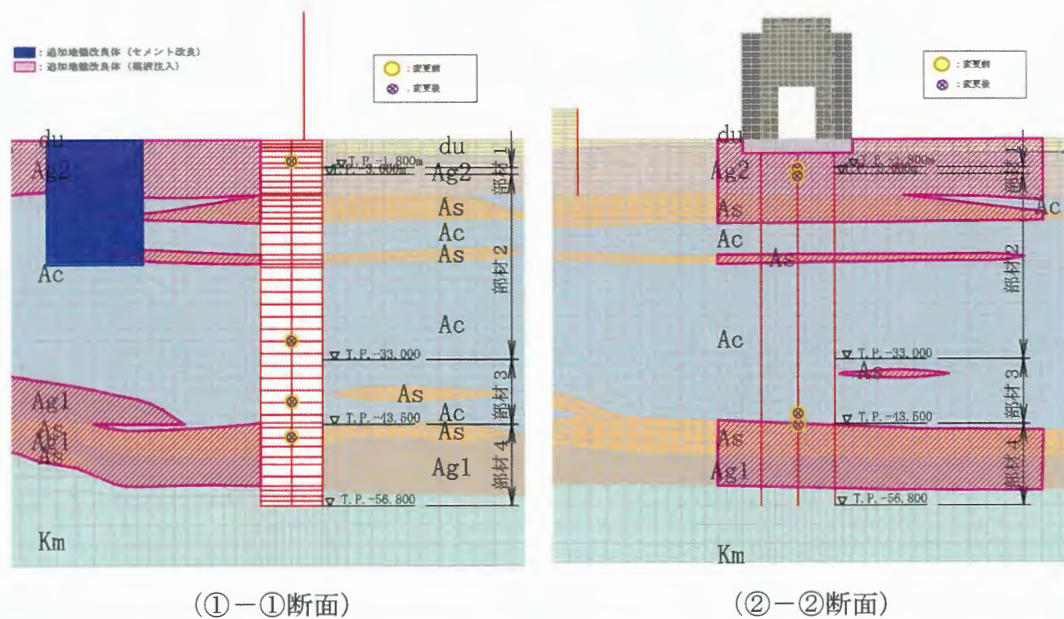 ：追加地盤改良体（セメント改良）
：追加地盤改良体（薬液注入）
：変更前
：変更後
du
Ag2
Ac
Ag1
As
Ag1
As
Km
du
Ag2
As
Ac
As
Ac
As
Ac
As
Ag1
▽T.P.-1.800m
T.P.-3.000m
▽ T.P.-33.000
▽ T.P.-43.500
▽ T.P.-56.800
部材1
部材2
部材3
部材4
(①－①断面)
：変更前
：変更後
du
Ag2
As
Ac
As
Ac
Ac
As
As
Ag1
Km
▽ T.P.-33.000
▽ T.P.-43.500
▽ T.P.-56.800
部材1
部材2
部材3
部材4
(②－②断面)